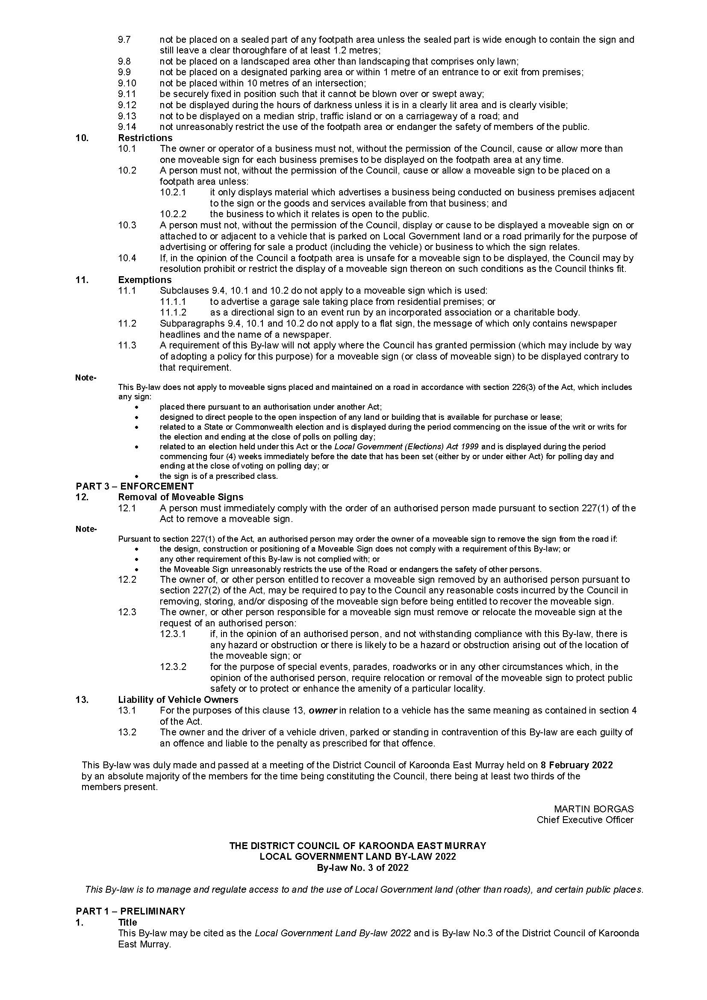 9.7 not be placed on a sealed part of any footpath area unless the sealed part is wide enough to contain the sign and
still leave a clear thoroughfare of at least 1.2 metres;
9.8 not be placed on a landscaped area other than landscaping that comprises only lawn;
9.9 not be placed on a designated parking area or within 1 metre of an entrance to or exit from premises;
9.10 not be placed within 10 metres of an intersection;
9.11 be securely fixed in position such that it cannot be blown over or swept away;
9.12 not be displayed during the hours of darkness unless it is in a clearly lit area and is clearly visible;
9.13 not to be displayed on a median strip, traffic island or on a carriageway of a road; and
9.14 not unreasonably restrict the use of the footpath area or endanger the safety of members of the public.
10. Restrictions
10.1 The owner or operator of a business must not, without the permission of the Council, cause or allow more than
one moveable sign for each business premises to be displayed on the footpath area at any time.
10.2 A person must not, without the permission of the Council, cause or allow a moveable sign to be placed on a
footpath area unless:
10.2.1 it only displays material which advertises a business being conducted on business premises adjacent
to the sign or the goods and services available from that business; and
10.2.2 the business to which it relates is open to the public.
10.3 A person must not, without the permission of the Council, display or cause to be displayed a moveable sign on or
attached to or adjacent to a vehicle that is parked on Local Government land or a road primarily for the purpose of
advertising or offering for sale a product (including the vehicle) or business to which the sign relates.
10.4 If, in the opinion of the Council a footpath area is unsafe for a moveable sign to be displayed, the Council may by
resolution prohibit or restrict the display of a moveable sign thereon on such conditions as the Council thinks fit.
11. Exemptions
11.1 Subclauses 9.4, 10.1 and 10.2 do not apply to a moveable sign which is used:
11.1.1 to advertise a garage sale taking place from residential premises; or
11.1.2 as a directional sign to an event run by an incorporated association or a charitable body.
11.2 Subparagraphs 9.4, 10.1 and 10.2 do not apply to a flat sign, the message of which only contains newspaper
headlines and the name of a newspaper.
11.3 A requirement of this By-law will not apply where the Council has granted permission (which may include by way
of adopting a policy for this purpose) for a moveable sign (or class of moveable sign) to be displayed contrary to
that requirement.
Note-
This By-law does not apply to moveable signs placed and maintained on a road in accordance with section 226(3) of the Act, which includes
any sign:
• placed there pursuant to an authorisation under another Act;
• designed to direct people to the open inspection of any land or building that is available for purchase or lease;
• related to a State or Commonwealth election and is displayed during the period commencing on the issue of the writ or writs for
the election and ending at the close of polls on polling day;
• related to an election held under this Act or the Local Government (Elections) Act 1999 and is displayed during the period
commencing four (4) weeks immediately before the date that has been set (either by or under either Act) for polling day and
ending at the close of voting on polling day; or
• the sign is of a prescribed class.
PART 3 – ENFORCEMENT
12. Removal of Moveable Signs
12.1 A person must immediately comply with the order of an authorised person made pursuant to section 227(1) of the
Act to remove a moveable sign.
Note-
Pursuant to section 227(1) of the Act, an authorised person may order the owner of a moveable sign to remove the sign from the road if:
• the design, construction or positioning of a Moveable Sign does not comply with a requirement of this By-law; or
• any other requirement of this By-law is not complied with; or
• the Moveable Sign unreasonably restricts the use of the Road or endangers the safety of other persons.
12.2 The owner of, or other person entitled to recover a moveable sign removed by an authorised person pursuant to
section 227(2) of the Act, may be required to pay to the Council any reasonable costs incurred by the Council in
removing, storing, and/or disposing of the moveable sign before being entitled to recover the moveable sign.
12.3 The owner, or other person responsible for a moveable sign must remove or relocate the moveable sign at the
request of an authorised person:
12.3.1 if, in the opinion of an authorised person, and not withstanding compliance with this By-law, there is
any hazard or obstruction or there is likely to be a hazard or obstruction arising out of the location of
the moveable sign; or
12.3.2 for the purpose of special events, parades, roadworks or in any other circumstances which, in the
opinion of the authorised person, require relocation or removal of the moveable sign to protect public
safety or to protect or enhance the amenity of a particular locality.
13. Liability of Vehicle Owners
13.1 For the purposes of this clause 13, owner in relation to a vehicle has the same meaning as contained in section 4
of the Act.
13.2 The owner and the driver of a vehicle driven, parked or standing in contravention of this By-law are each guilty of
an offence and liable to the penalty as prescribed for that offence.
This By-law was duly made and passed at a meeting of the District Council of Karoonda East Murray held on 8 February 2022
by an absolute majority of the members for the time being constituting the Council, there being at least two thirds of the
members present.
MARTIN BORGAS
Chief Executive Officer
THE DISTRICT COUNCIL OF KAROONDA EAST MURRAY
LOCAL GOVERNMENT LAND BY-LAW 2022
By-law No. 3 of 2022
This By-law is to manage and regulate access to and the use of Local Government land (other than roads), and certain public places.
PART 1 – PRELIMINARY
1. Title
This By-law may be cited as the Local Government Land By-law 2022 and is By-law No.3 of the District Council of Karoonda
East Murray.